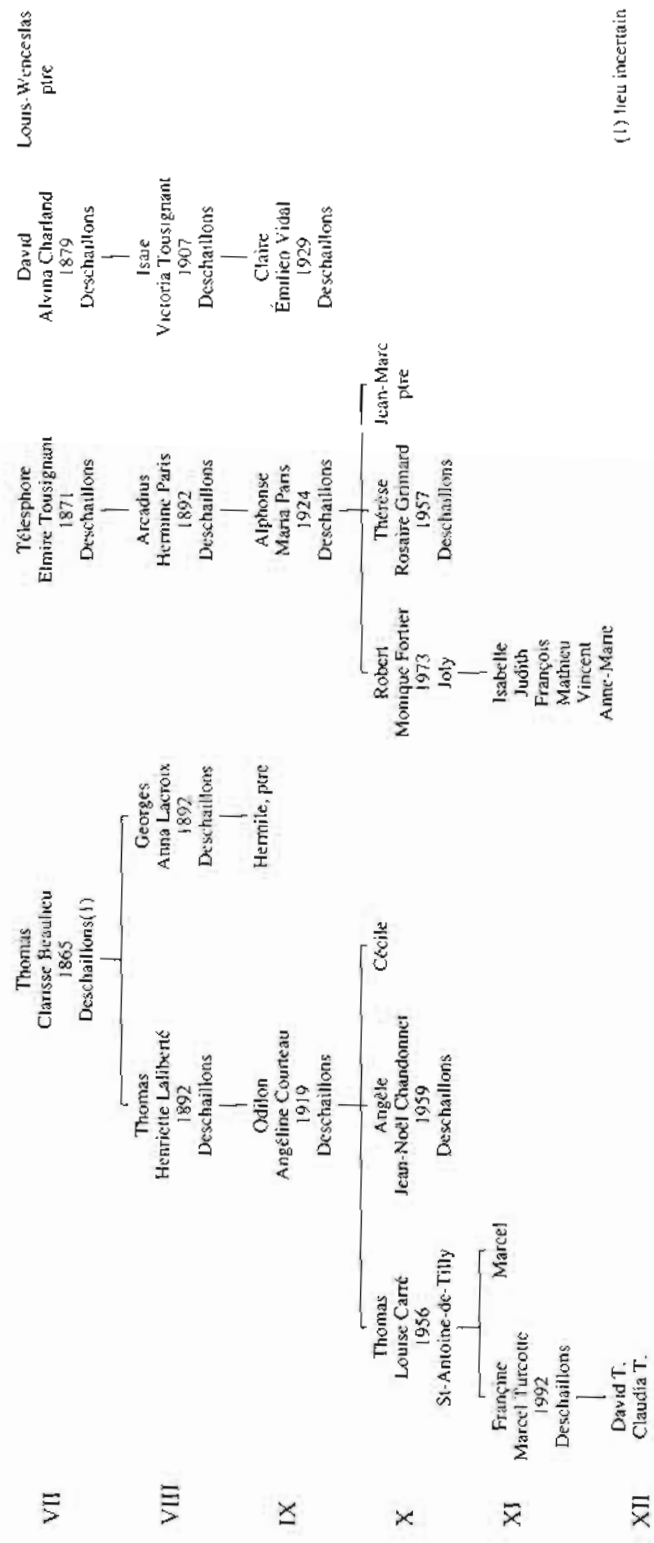 VII
Thomas
Clarisse Beaulieu
1865
Deschaillons(1)
Télesphore
Elmire Tousignant
1871
Deschaillons
David
Alvina Charland
1879
Deschaillons
Louis-Wenceslas
ptre
VIII
Thomas
Henriette Laliberté
1892
Deschaillons
Georges
Anna Lacroix
1892
Deschaillons
Arcadius
Hermine Paris
1892
Deschaillons
Isaïe
Victoria Tousignant
1907
Deschaillons
IX
Odilon
Angéline Courteau
1919
Deschaillons
Hermile, ptre
Alphonse
Maria Paris
1924
Deschaillons
Claire
Émilien Vidal
1929
Deschaillons
X
Thomas
Louise Carré
1956
St-Antoine-de-Tilly
Angèle
Jean-Noël Chandonnet
1959
Deschaillons
Cécile
Robert
Monique Fortier
1973
Joly
Thérèse
Rosaire Grimard
1957
Deschaillons
Jean-Marc
ptre
XI
Françine
Marcel Turcotte
1992
Deschaillons
Marcel
Isabelle
Judith
François
Mathieu
Vincent
Anne-Marie
XII
David T.
Claudia T.
(1) lieu incertain